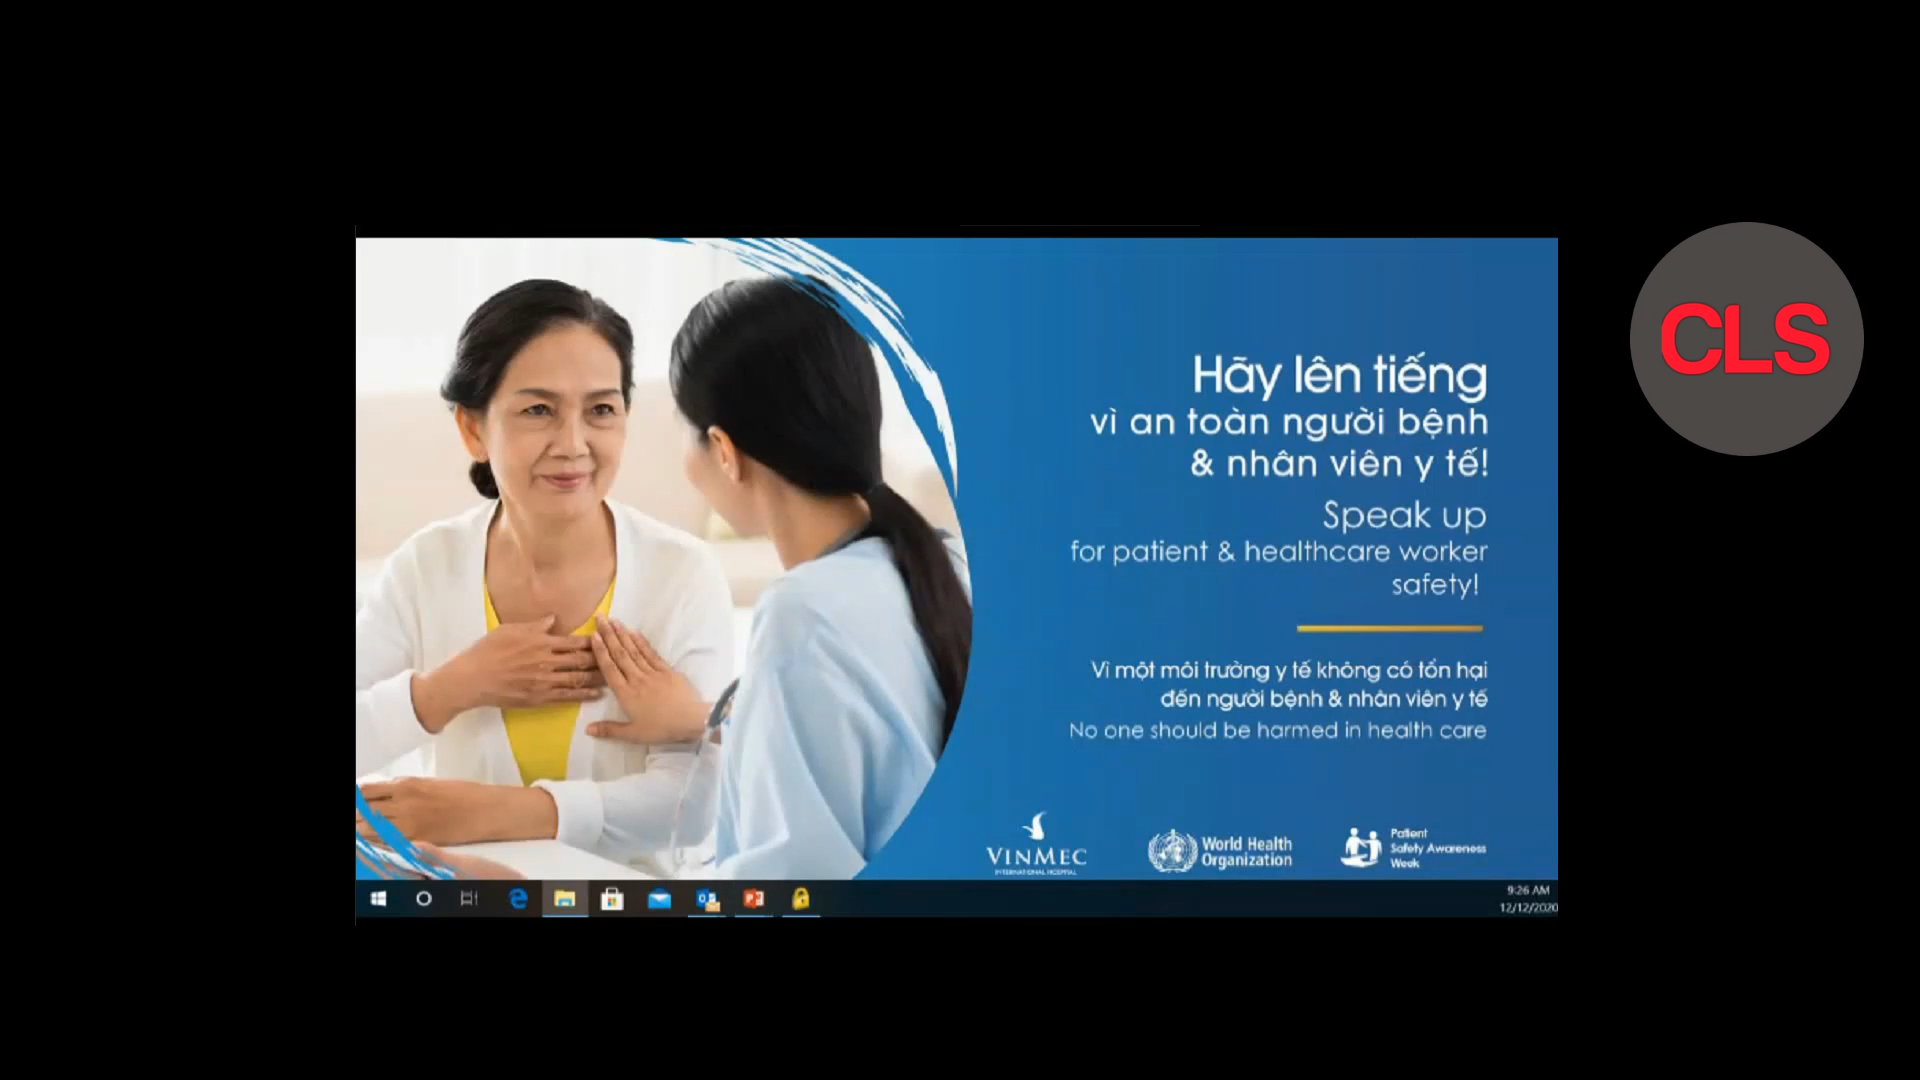 CLS
Hãy lên tiếng
vì an toàn người bệnh
& nhân viên y tế!
Speak up
for patient & healthcare worker
safety!
Vì một môi trường y tế không có tổn hại
đến người bệnh & nhân viên y tế
No one should be harmed in health care
VINMEC
INTERNATIONAL HOSPITAL
World Health
Organization
Patient
Safety Awareness
Week
9:26 AM
12/12/2020